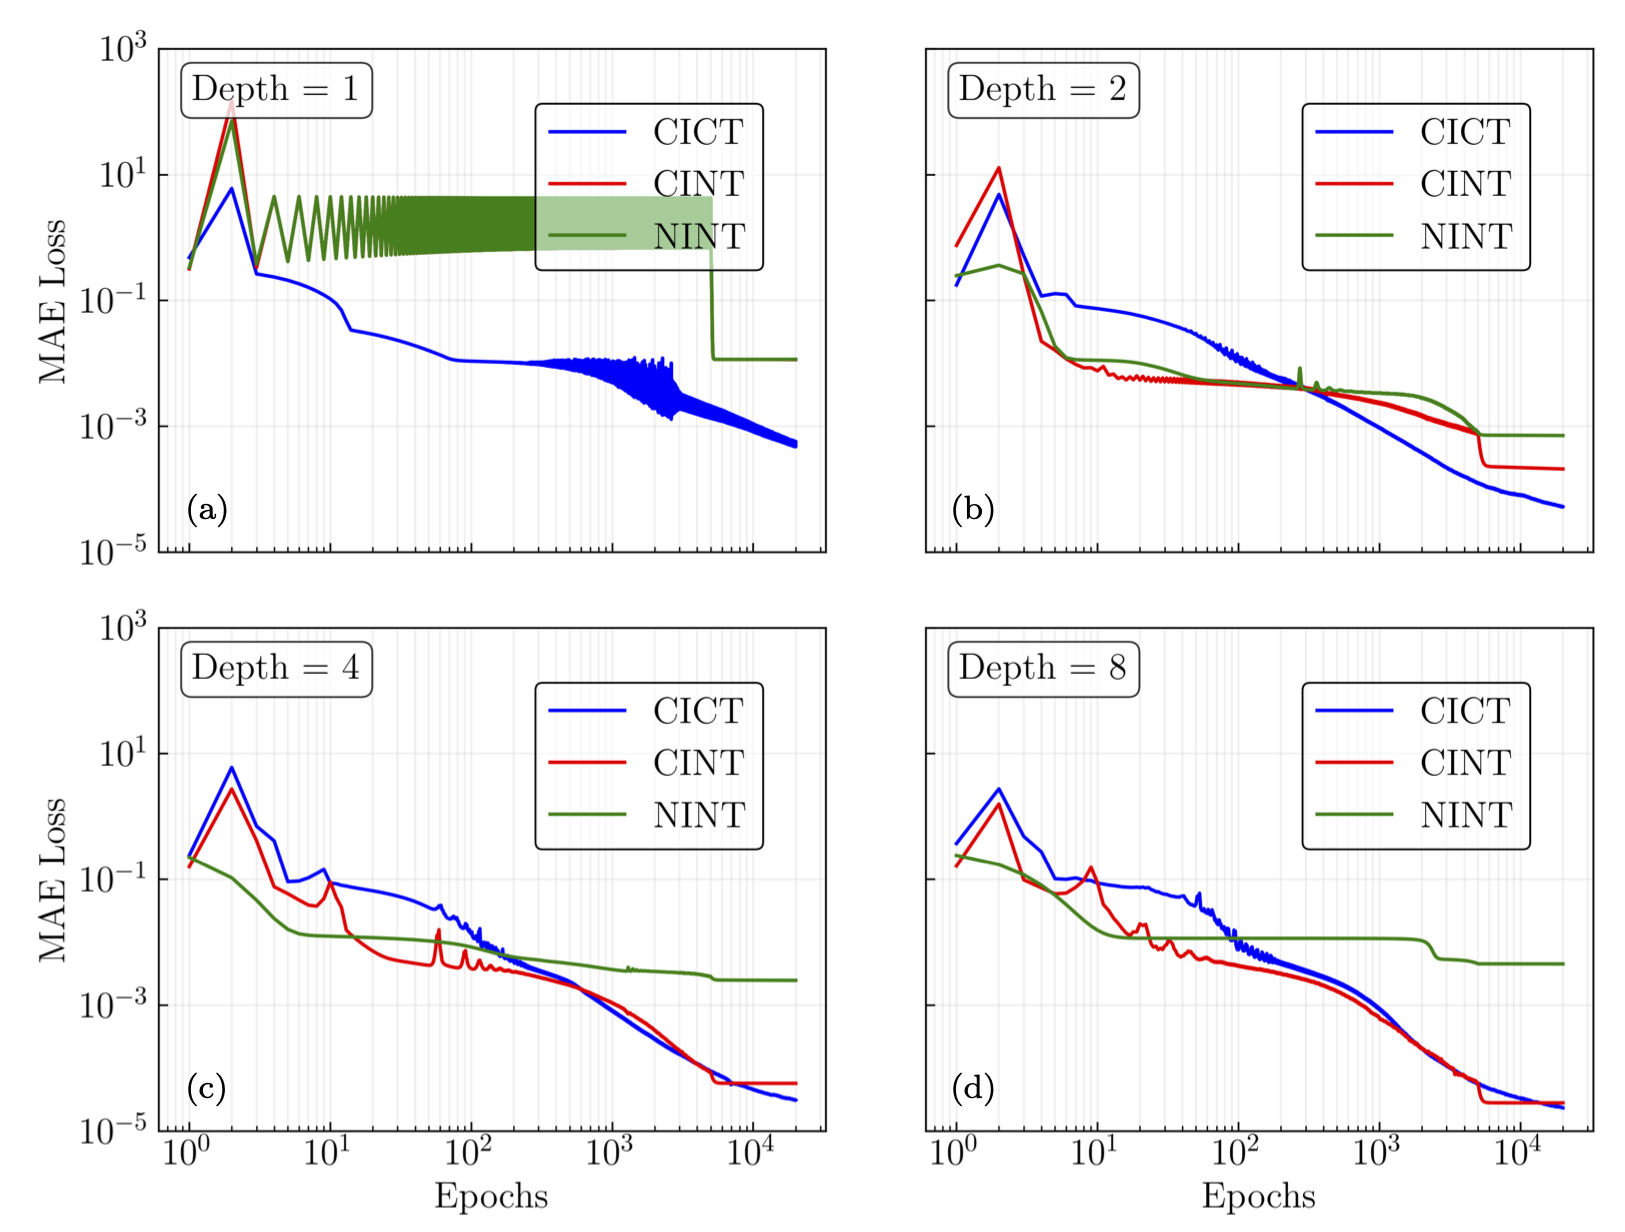 Depth = 1
CICT
CINT
NINT
(a)
MAE Loss
10³
10¹
10⁻¹
10⁻³
10⁻⁵
Depth = 2
CICT
CINT
NINT
(b)
Depth = 4
CICT
CINT
NINT
(c)
MAE Loss
10³
10¹
10⁻¹
10⁻³
10⁻⁵
10⁰ 10¹ 10² 10³ 10⁴
Epochs
Depth = 8
CICT
CINT
NINT
(d)
10⁰ 10¹ 10² 10³ 10⁴
Epochs